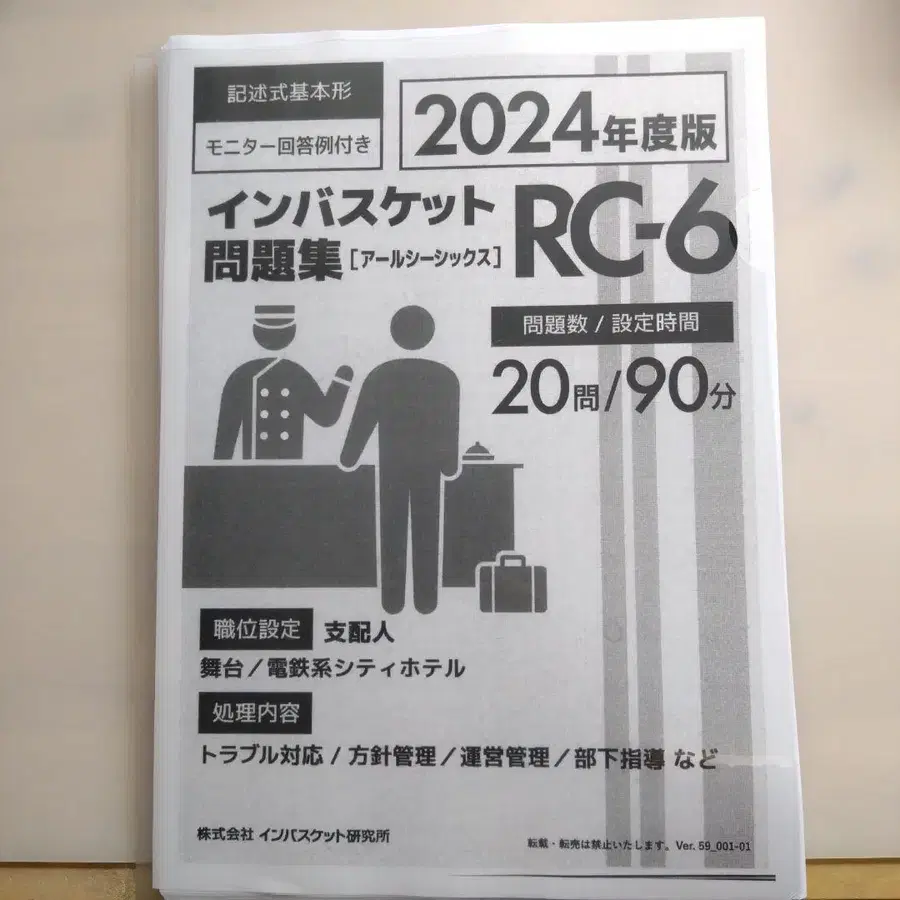 記述式基本形
モニター回答例付き
2024年度版
インバスケット
問題集[アールシーシックス]
RC-6
問題数 / 設定時間
20問/90分
職位設定 支配人
舞台/電鉄系シティホテル
処理内容
トラブル対応 / 方針管理/運営管理/部下指導 など
株式会社 インバスケット研究所
転載・転売は禁止いたします。Ver. 59_001-01